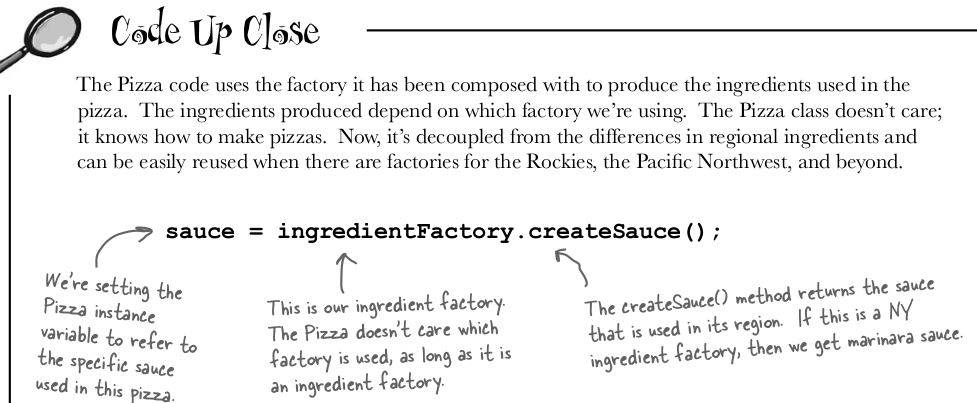 Code Up Close
The Pizza code uses the factory it has been composed with to produce the ingredients used in the
pizza.  The ingredients produced depend on which factory we’re using.  The Pizza class doesn’t care;
it knows how to make pizzas.  Now, it’s decoupled from the differences in regional ingredients and
can be easily reused when there are factories for the Rockies, the Pacific Northwest, and beyond.
sauce = ingredientFactory.createSauce();
We’re setting the
Pizza instance
variable to refer to
the specific sauce
used in this pizza.
This is our ingredient factory.
The Pizza doesn’t care which
factory is used, as long as it is
an ingredient factory.
The createSauce() method returns the sauce
that is used in its region.  If this is a NY
ingredient factory, then we get marinara sauce.